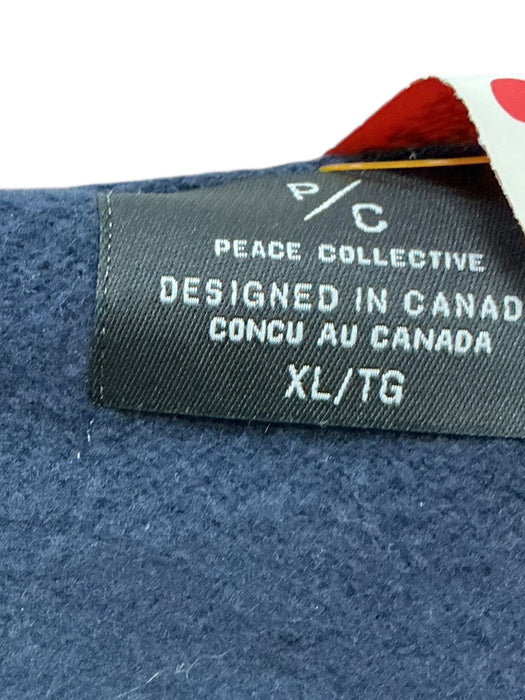 P/C
PEACE COLLECTIVE
DESIGNED IN CANAD
CONCU AU CANADA
XL/TG